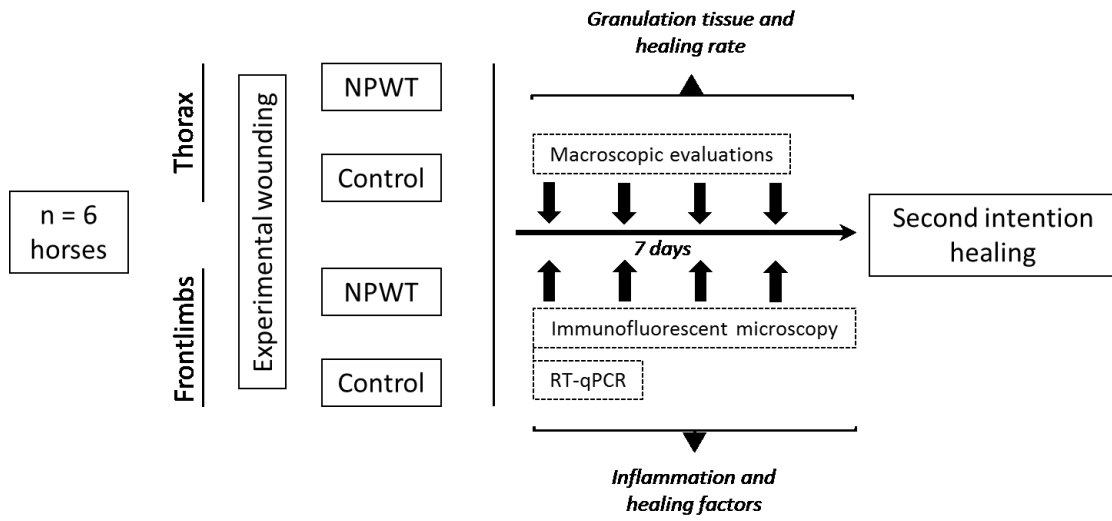 n = 6
horses
Thorax
Frontlimbs
Experimental wounding
NPWT
Control
NPWT
Control
Granulation tissue and
healing rate
Macroscopic evaluations
7 days
Immunofluorescent microscopy
RT-qPCR
Inflammation and
healing factors
Second intention
healing